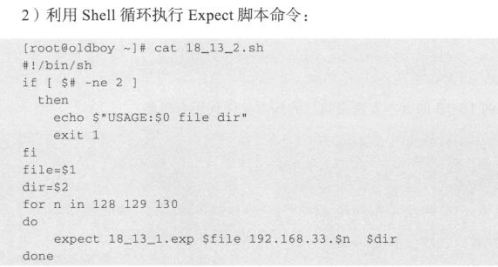 2）利用 Shell 循环执行 Expect 脚本命令：
[root@oldboy ~]# cat 18_13_2.sh
#!/bin/sh
if [ $# -ne 2 ]
  then
    echo $"USAGE:$0 file dir"
    exit 1
fi
file=$1
dir=$2
for n in 128 129 130
do
    expect 18_13_1.exp $file 192.168.33.$n  $dir
done